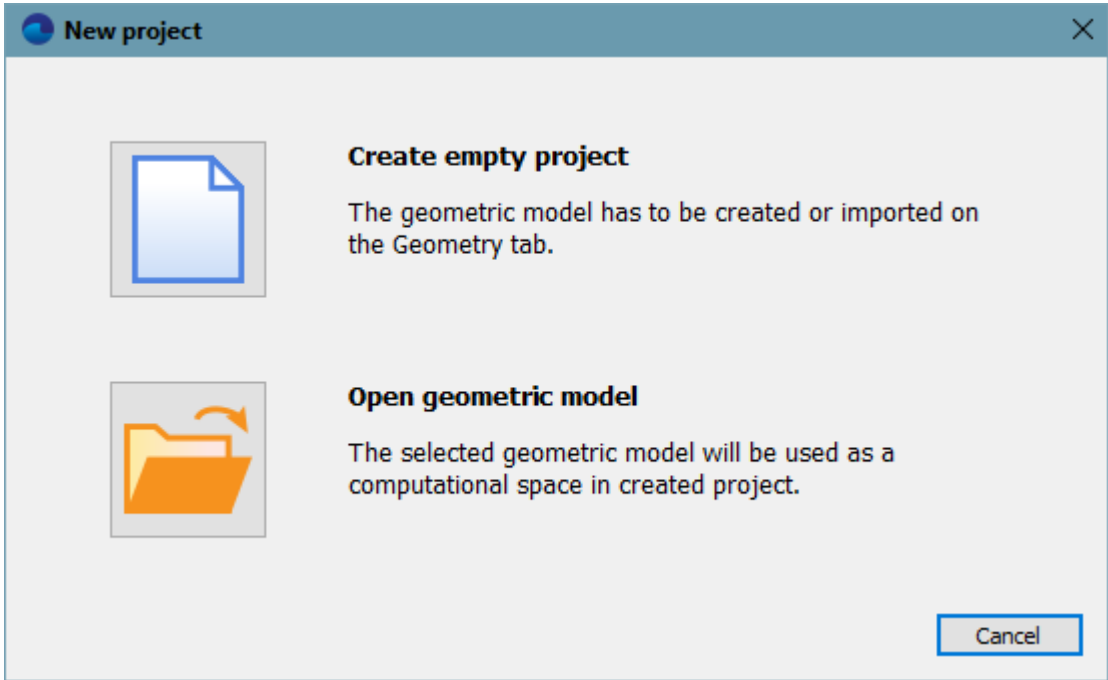 New project
Create empty project
The geometric model has to be created or imported on
the Geometry tab.
Open geometric model
The selected geometric model will be used as a
computational space in created project.
Cancel